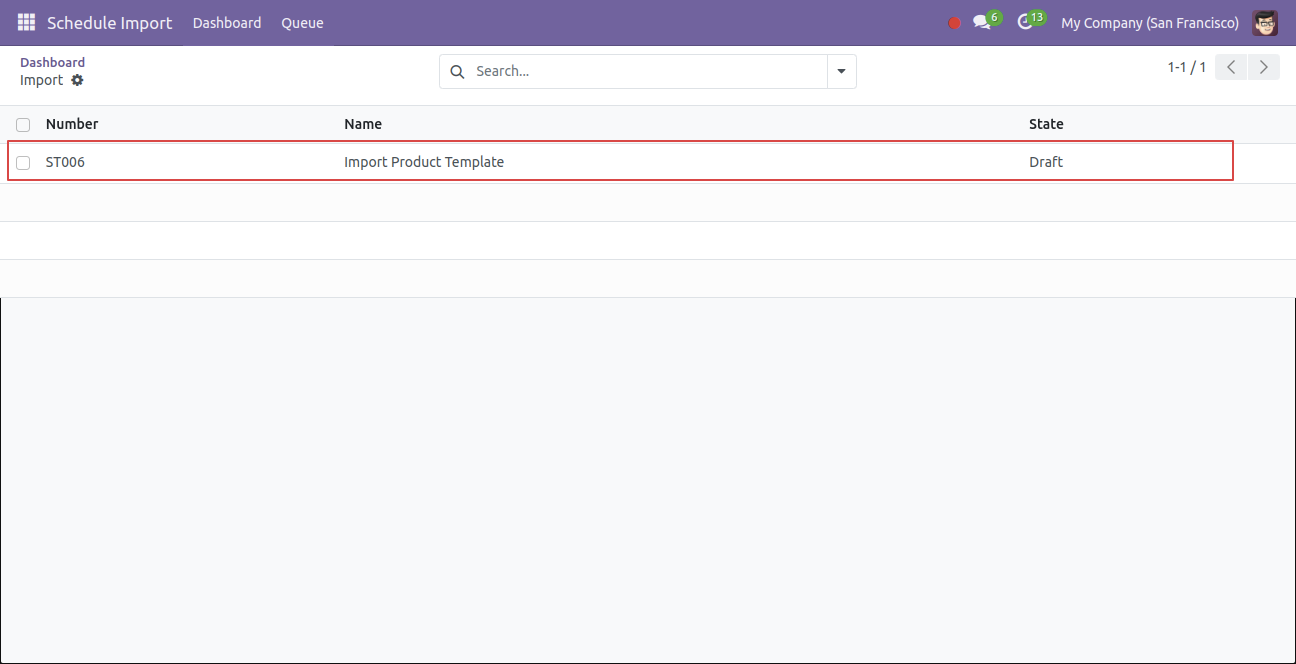 Schedule Import Dashboard Queue 6 13 My Company (San Francisco)
Dashboard
Import
Search...
1-1 / 1
Number Name State
ST006 Import Product Template Draft